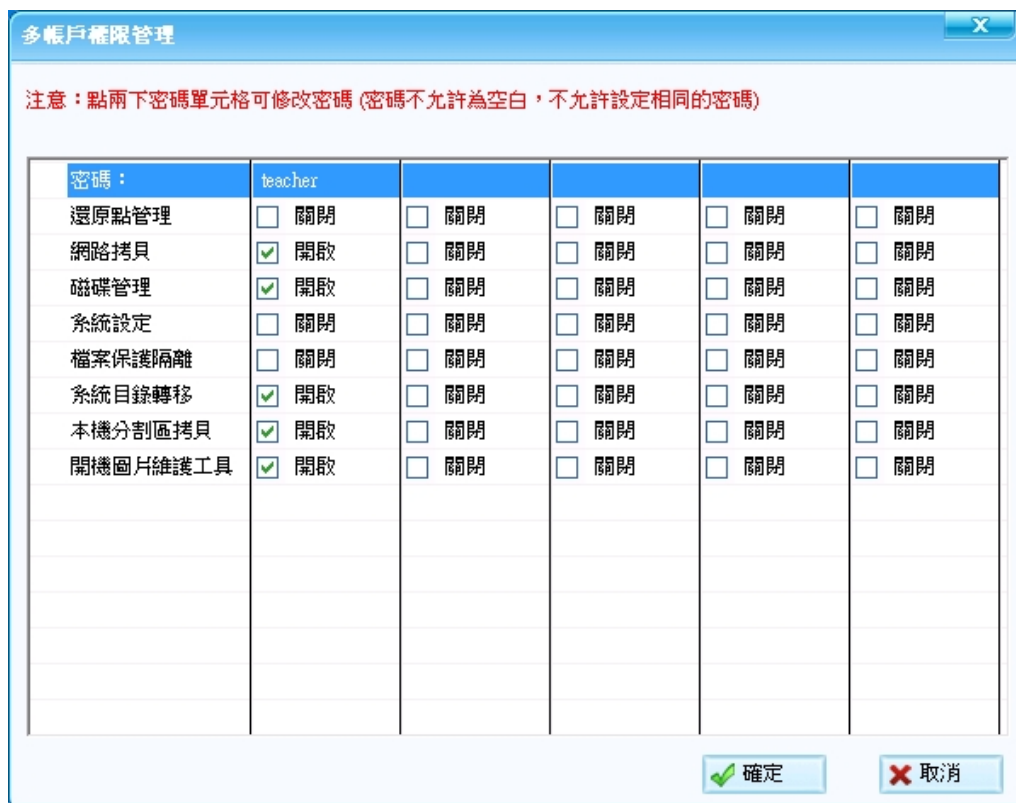 多帳戶權限管理
X
注意：點兩下密碼單元格可修改密碼 (密碼不允許為空白，不允許設定相同的密碼)
密碼： teacher
還原點管理 關閉 關閉 關閉 關閉 關閉
網路拷貝 開啟 關閉 關閉 關閉 關閉
磁碟管理 開啟 關閉 關閉 關閉 關閉
系統設定 關閉 關閉 關閉 關閉 關閉
檔案保護隔離 關閉 關閉 關閉 關閉 關閉
系統目錄轉移 開啟 關閉 關閉 關閉 關閉
本機分割區拷貝 開啟 關閉 關閉 關閉 關閉
開機圖片維護工具 開啟 關閉 關閉 關閉 關閉
確定 取消